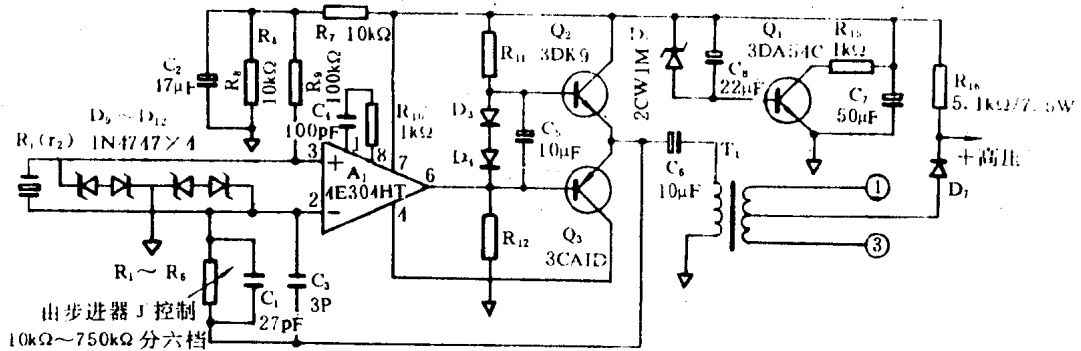 R₇ 10kΩ
C₂
17μF
R₈
10kΩ
R₉
100kΩ
C₄
100pF
R₁₀
1kΩ
D₉～D₁₂
1N4747×4
R₁(r₂)
3
+
1
8
7
A₁
4E304HT
6
2
−
4
R₁₁
D₃
D₄
C₅
10μF
R₁₂
Q₂
3DK9
Q₃
3CA1D
2CW1M
C₈
22μF
Q₁
3DA54C
R₁₅
1kΩ
C₇
50μF
R₁₆
5.1kΩ/7.5W
+高压
D₇
C₆
10μF
T₁
①
③
R₁～R₆
由步进器J控制
10kΩ～750kΩ分六档
C₁
27pF
C₃
3P